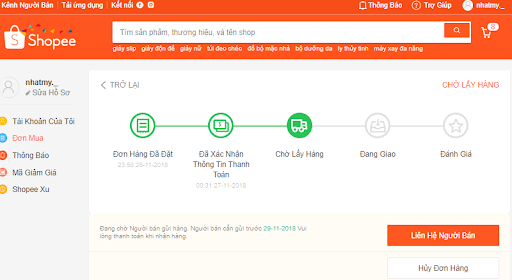 Kênh Người Bán | Tải ứng dụng | Kết nối
Thông Báo
Trợ Giúp
nhatmy._
Shopee
Tìm sản phẩm, thương hiệu, và tên shop
8
giày slip giày độn đế giày nữ túi đeo chéo đồ bộ mặc nhà bộ dưỡng da ly thủy tinh máy xay đa năng
nhatmy._
Sửa Hồ Sơ
TRỞ LẠI
CHỜ LẤY HÀNG
Tài Khoản Của Tôi
Đơn Mua
Thông Báo
Mã Giảm Giá
Shopee Xu
Đơn Hàng Đã Đặt
23:58 26-11-2018
Đã Xác Nhận
Thông Tin Thanh
Toán
00:31 27-11-2018
Chờ Lấy Hàng
Đang Giao
Đánh Giá
Đang chờ Người bán gửi hàng. Người bán cần gửi trước 29-11-2018 Vui
lòng thanh toán khi nhận hàng.
Liên Hệ Người Bán
Hủy Đơn Hàng